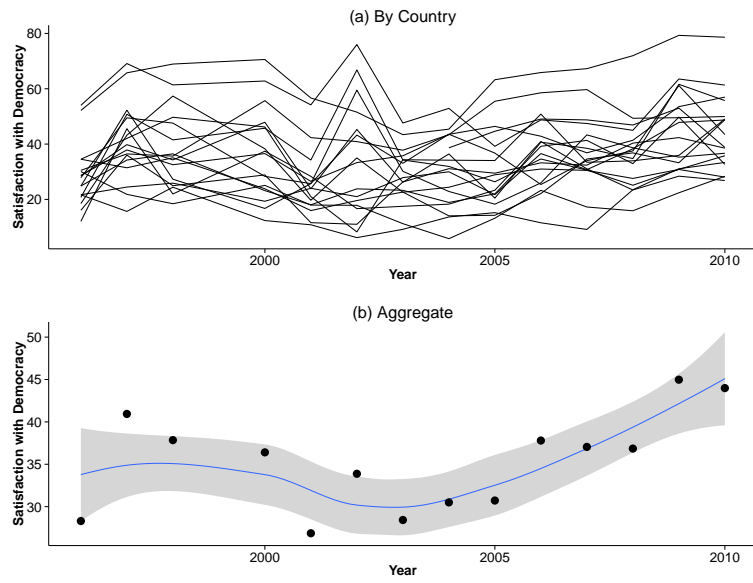 (a) By Country
Satisfaction with Democracy
80
60
40
20
2000
2005
2010
Year
(b) Aggregate
Satisfaction with Democracy
50
45
40
35
30
2000
2005
2010
Year